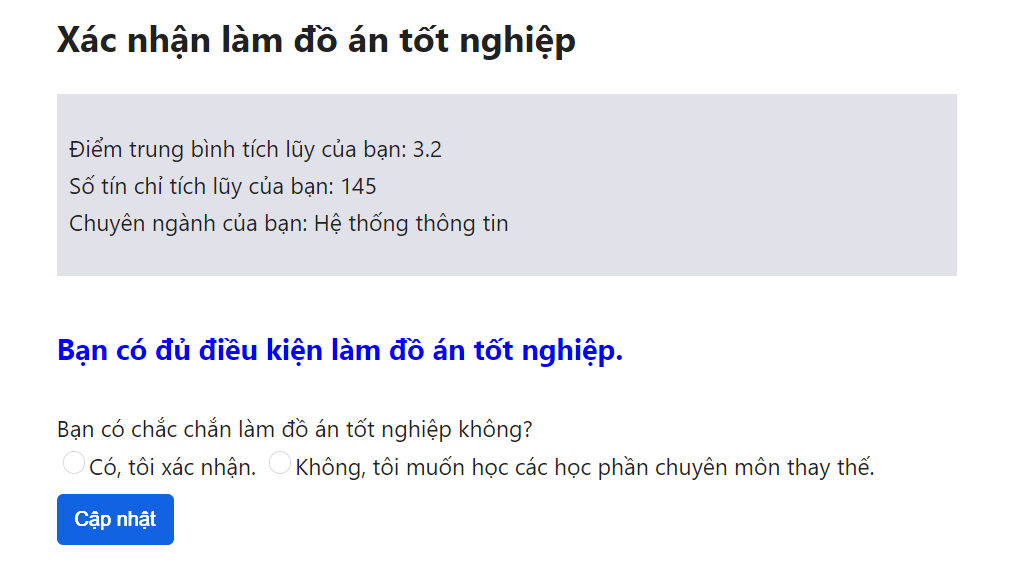 Xác nhận làm đồ án tốt nghiệp
Điểm trung bình tích lũy của bạn: 3.2
Số tín chỉ tích lũy của bạn: 145
Chuyên ngành của bạn: Hệ thống thông tin
Bạn có đủ điều kiện làm đồ án tốt nghiệp.
Bạn có chắc chắn làm đồ án tốt nghiệp không?
Có, tôi xác nhận. Không, tôi muốn học các học phần chuyên môn thay thế.
Cập nhật